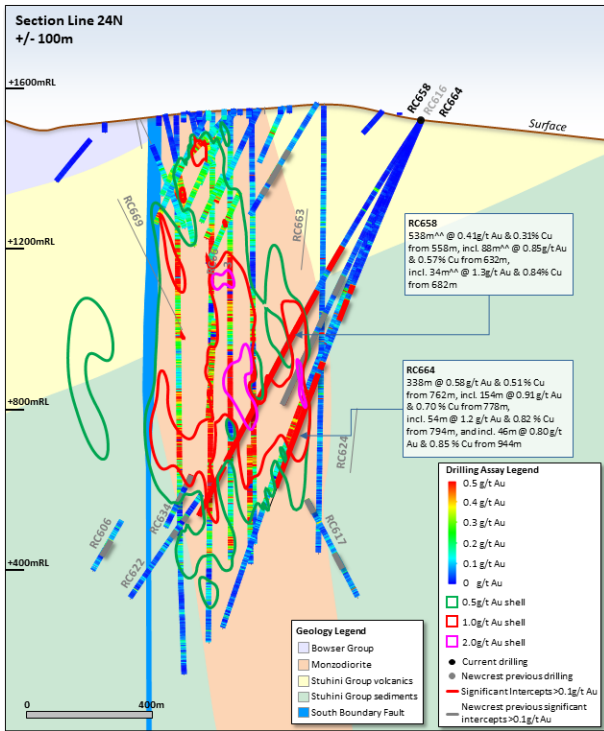 Section Line 24N
+/- 100m
+1600mRL
RC658
RC616
RC664
Surface
RC669
RC663
RC658
538m^^ @ 0.41g/t Au & 0.31% Cu
from 558m, incl. 88m^^ @ 0.85g/t Au
& 0.57% Cu from 632m,
incl. 34m^^ @ 1.3g/t Au & 0.84% Cu
from 682m
+1200mRL
RC664
338m @ 0.58g/t Au & 0.51% Cu
from 762m, incl. 154m @ 0.91 g/t Au
& 0.70 % Cu from 778m,
incl. 54m @ 1.2 g/t Au & 0.82 % Cu
from 794m, and incl. 46m @ 0.80 g/t
Au & 0.85 % Cu from 944m
+800mRL
RC624
RC606
RC634
RC622
RC617
+400mRL
Drilling Assay Legend
0.5 g/t Au
0.4 g/t Au
0.3 g/t Au
0.2 g/t Au
0.1 g/t Au
0 g/t Au
0.5g/t Au shell
1.0g/t Au shell
2.0g/t Au shell
Current drilling
Newcrest previous drilling
Significant Intercepts >0.1g/t Au
Newcrest previous significant
intercepts >0.1g/t Au
Geology Legend
Bowser Group
Monzodiorite
Stuhini Group volcanics
Stuhini Group sediments
South Boundary Fault
0
400m